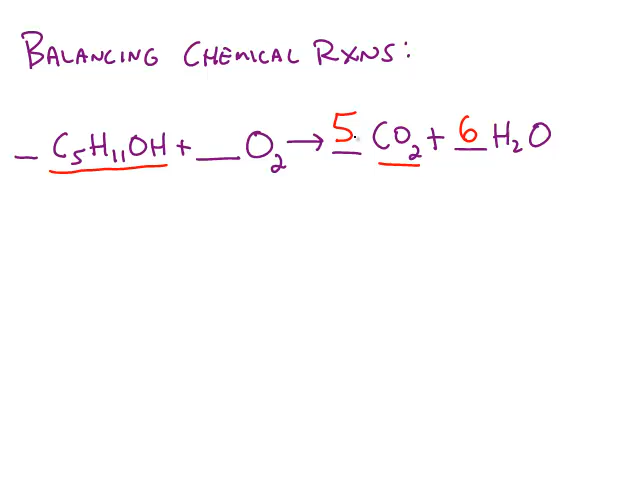 BALANCING CHEMICAL RXNS:
_ C₅H₁₁OH + __ O₂ → 5 CO₂ + 6 H₂O